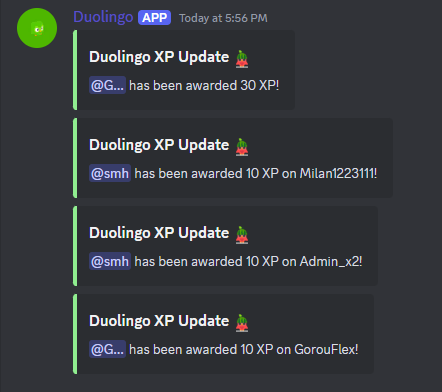 Duolingo APP Today at 5:56 PM
Duolingo XP Update
@G... has been awarded 30 XP!
Duolingo XP Update
@smh has been awarded 10 XP on Milan1223111!
Duolingo XP Update
@smh has been awarded 10 XP on Admin_x2!
Duolingo XP Update
@G... has been awarded 10 XP on GorouFlex!